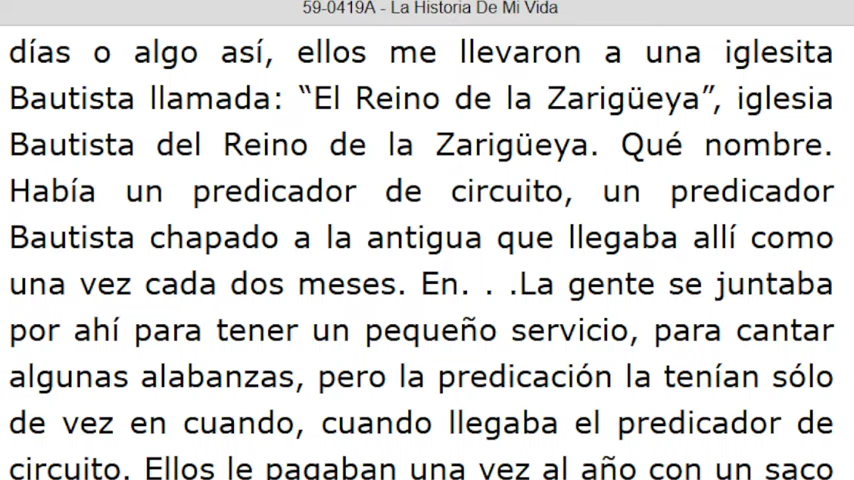 59-0419A - La Historia De Mi Vida
días o algo así, ellos me llevaron a una iglesita
Bautista llamada: “El Reino de la Zarigüeya”, iglesia
Bautista del Reino de la Zarigüeya. Qué nombre.
Había un predicador de circuito, un predicador
Bautista chapado a la antigua que llegaba allí como
una vez cada dos meses. En. . .La gente se juntaba
por ahí para tener un pequeño servicio, para cantar
algunas alabanzas, pero la predicación la tenían sólo
de vez en cuando, cuando llegaba el predicador de
circuito. Ellos le pagaban una vez al año con un saco